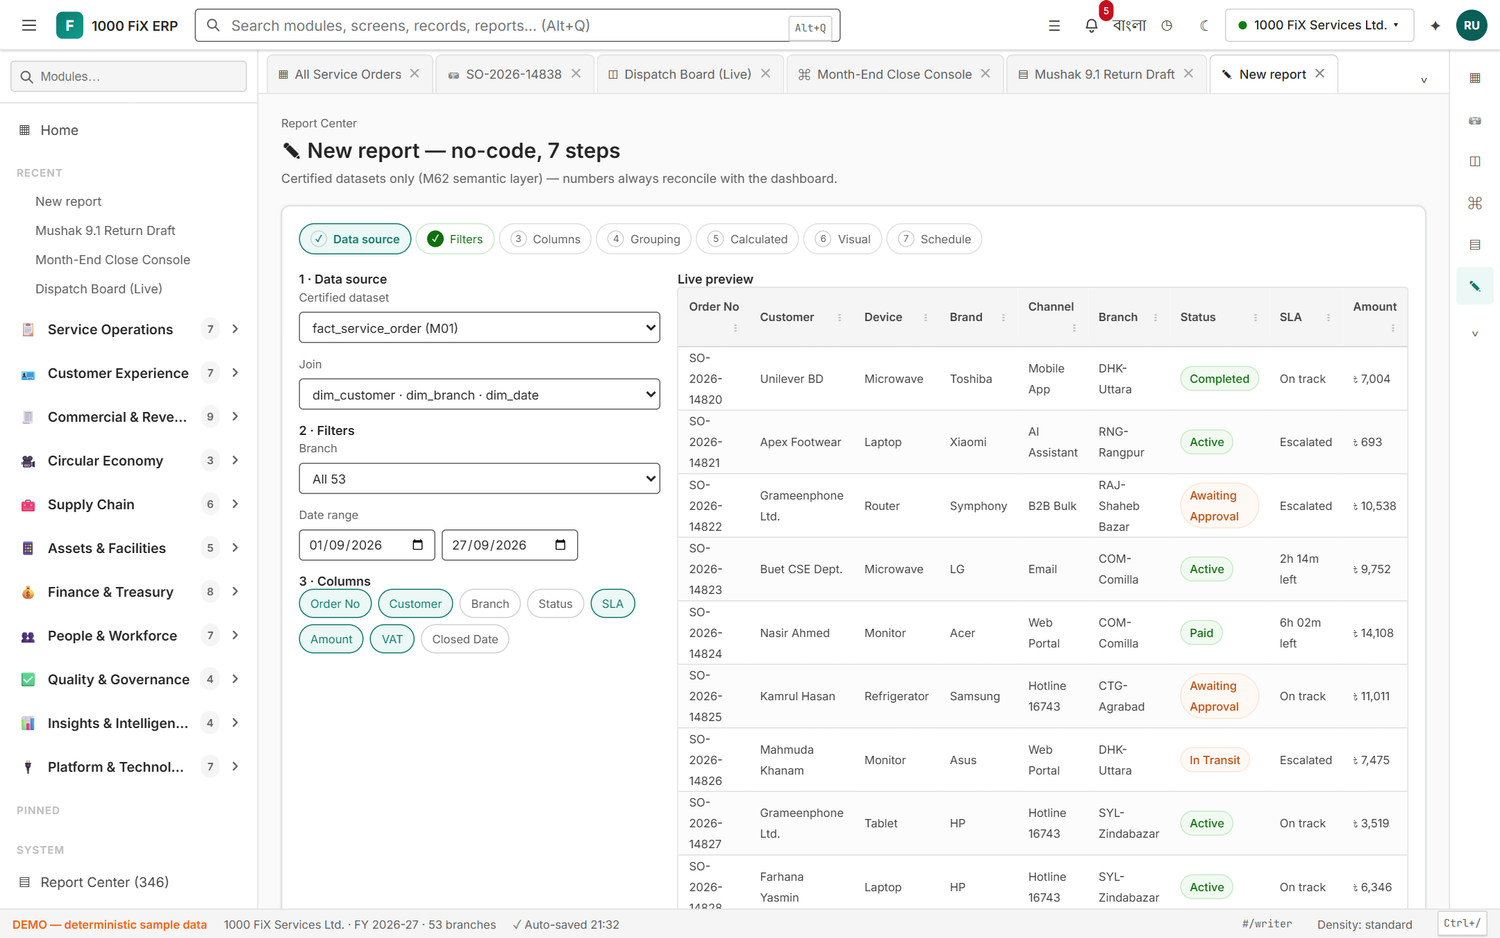 F 1000 FiX ERP
Search modules, screens, records, reports... (Alt+Q) Alt+Q
5
বাংলা
1000 FiX Services Ltd.
RU
Modules...
Home
RECENT
New report
Mushak 9.1 Return Draft
Month-End Close Console
Dispatch Board (Live)
Service Operations 7
Customer Experience 7
Commercial & Reve... 9
Circular Economy 3
Supply Chain 6
Assets & Facilities 5
Finance & Treasury 8
People & Workforce 7
Quality & Governance 4
Insights & Intelligen... 4
Platform & Technol... 7
PINNED
SYSTEM
Report Center (346)
All Service Orders
SO-2026-14838
Dispatch Board (Live)
Month-End Close Console
Mushak 9.1 Return Draft
New report
Report Center
New report — no-code, 7 steps
Certified datasets only (M62 semantic layer) — numbers always reconcile with the dashboard.
✓ Data source
✓ Filters
3 Columns
4 Grouping
5 Calculated
6 Visual
7 Schedule
1 · Data source
Certified dataset
fact_service_order (M01)
Join
dim_customer · dim_branch · dim_date
2 · Filters
Branch
All 53
Date range
01/09/2026 27/09/2026
3 · Columns
Order No Customer Branch Status SLA
Amount VAT Closed Date
Live preview
Order No Customer Device Brand Channel Branch Status SLA Amount
SO-2026-14820 Unilever BD Microwave Toshiba Mobile App DHK-Uttara Completed On track ৳ 7,004
SO-2026-14821 Apex Footwear Laptop Xiaomi AI Assistant RNG-Rangpur Active Escalated ৳ 693
SO-2026-14822 Grameenphone Ltd. Router Symphony B2B Bulk RAJ-Shaheb Bazar Awaiting Approval Escalated ৳ 10,538
SO-2026-14823 Buet CSE Dept. Microwave LG Email COM-Comilla Active 2h 14m left ৳ 9,752
SO-2026-14824 Nasir Ahmed Monitor Acer Web Portal COM-Comilla Paid 6h 02m left ৳ 14,108
SO-2026-14825 Kamrul Hasan Refrigerator Samsung Hotline 16743 CTG-Agrabad Awaiting Approval On track ৳ 11,011
SO-2026-14826 Mahmuda Khanam Monitor Asus Web Portal DHK-Uttara In Transit Escalated ৳ 7,475
SO-2026-14827 Grameenphone Ltd. Tablet HP Hotline 16743 SYL-Zindabazar Active On track ৳ 3,519
SO-2026-14828 Farhana Yasmin Laptop HP Hotline 16743 SYL-Zindabazar Active On track ৳ 6,346
DEMO — deterministic sample data 1000 FiX Services Ltd. · FY 2026-27 · 53 branches ✓ Auto-saved 21:32 #/writer Density: standard Ctrl+/